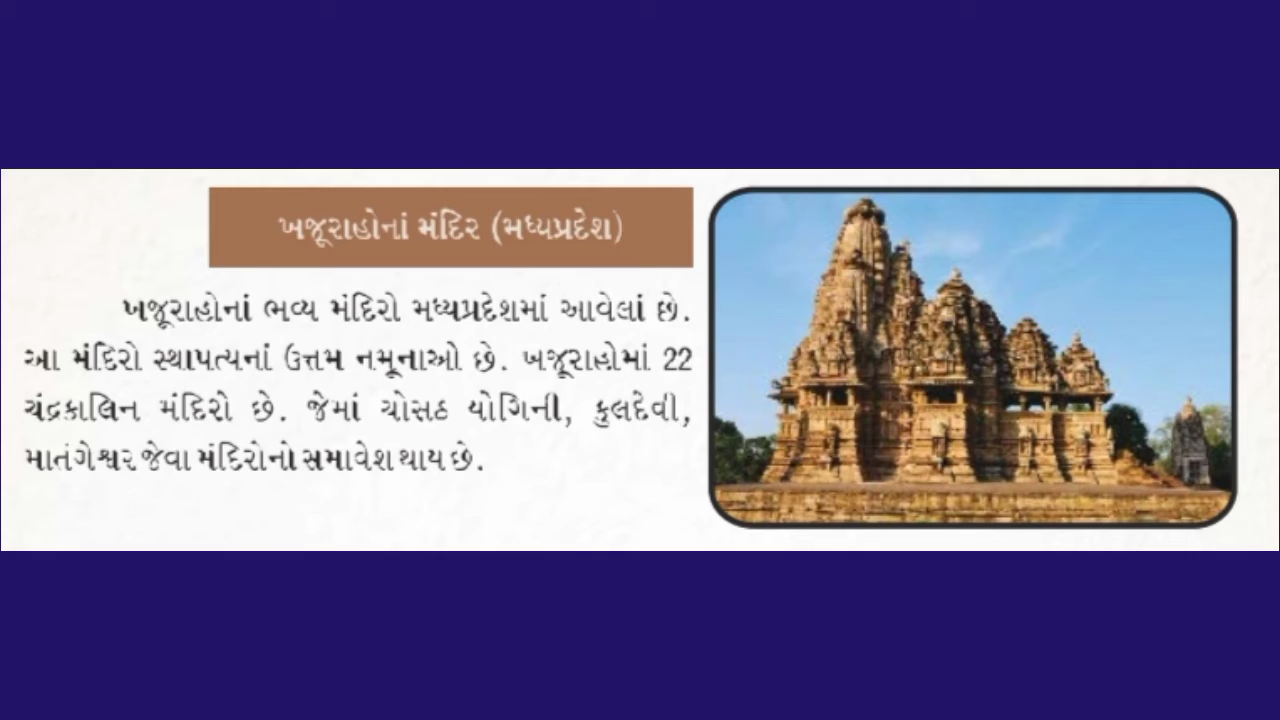 ખજૂરાહોનાં મંદિર (મધ્યપ્રદેશ)
ખજૂરાહોનાં ભવ્ય મંદિરો મધ્યપ્રદેશમાં આવેલાં છે.
આ મંદિરો સ્થાપત્યનાં ઉત્તમ નમૂનાઓ છે. ખજૂરાહોમાં 22
ચંદ્રકાલિન મંદિરો છે. જેમાં ચોસઠ યોગિની, કુલદેવી,
માતંગેશ્વર જેવા મંદિરોનો સમાવેશ થાય છે.